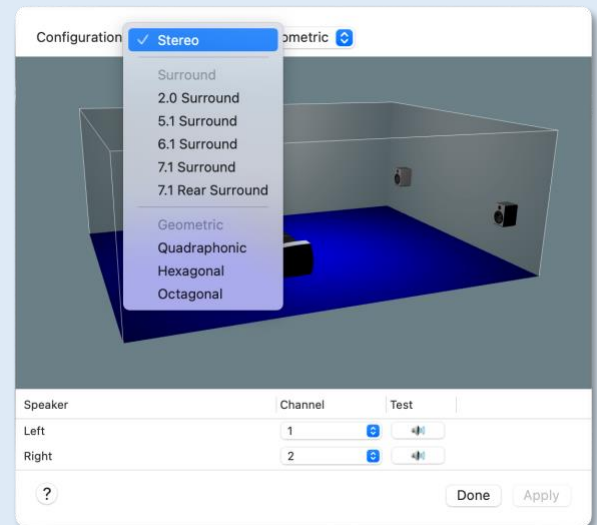 Configuration
✓ Stereo
ometric
Surround
2.0 Surround
5.1 Surround
6.1 Surround
7.1 Surround
7.1 Rear Surround
Geometric
Quadraphonic
Hexagonal
Octagonal
Speaker Channel Test
Left 1
Right 2
? Done Apply